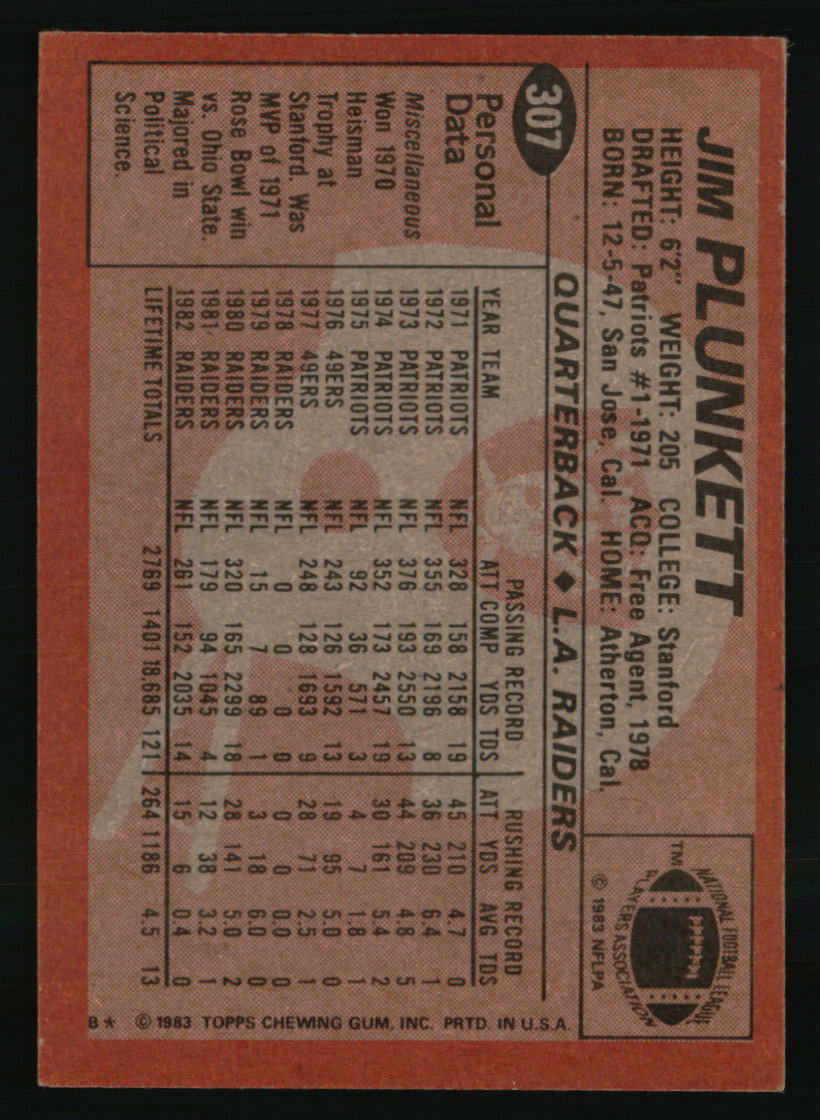 JIM PLUNKETT
HEIGHT: 6'2" WEIGHT: 205 COLLEGE: Stanford
DRAFTED: Patriots #1-1971 ACQ: Free Agent, 1978
BORN: 12-5-47, San Jose, Cal. HOME: Atherton, Cal.
NATIONAL FOOTBALL LEAGUE
PLAYERS ASSOCIATION
TM
© 1983 NFLPA
307
QUARTERBACK ◆ L.A. RAIDERS
Personal
Data
Miscellaneous
Won 1970
Heisman
Trophy at
Stanford. Was
MVP of 1971
Rose Bowl win
vs. Ohio State.
Majored in
Political
Science.
PASSING RECORD RUSHING RECORD
YEAR TEAM ATT COMP YDS TDS ATT YDS AVG TDS
1971 PATRIOTS NFL 328 158 2158 19 45 210 4.7 0
1972 PATRIOTS NFL 355 169 2196 8 36 230 6.4 1
1973 PATRIOTS NFL 376 193 2550 13 44 209 4.8 5
1974 PATRIOTS NFL 352 173 2457 19 30 161 5.4 2
1975 PATRIOTS NFL 92 36 571 3 4 7 1.8 1
1976 49ERS NFL 243 126 1592 13 19 95 5.0 0
1977 49ERS NFL 248 128 1693 9 28 71 2.5 1
1978 RAIDERS NFL 0 0 0 0 0 0 0.0 0
1979 RAIDERS NFL 15 7 89 1 3 18 6.0 0
1980 RAIDERS NFL 320 165 2299 18 28 141 5.0 2
1981 RAIDERS NFL 179 94 1045 4 12 38 3.2 1
1982 RAIDERS NFL 261 152 2035 14 15 6 0.4 0
LIFETIME TOTALS 2769 1401 18,685 121 264 1186 4.5 13
B* © 1983 TOPPS CHEWING GUM, INC. PRTD. IN U.S.A.